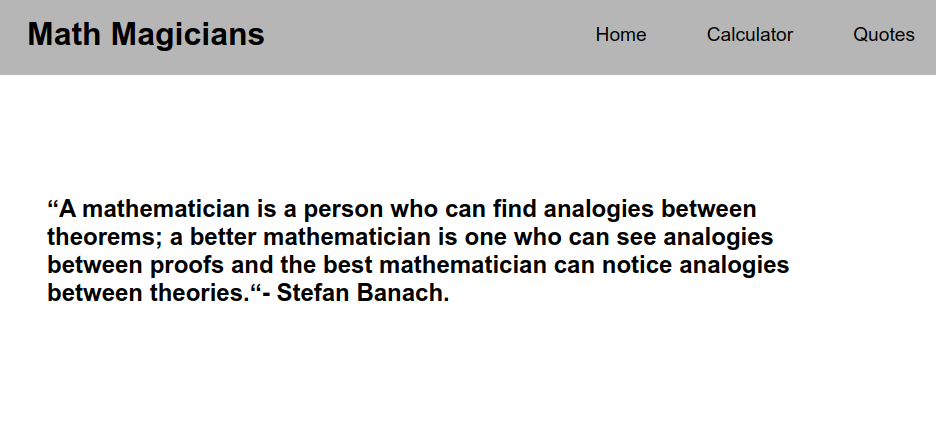 Math Magicians
Home Calculator Quotes
“A mathematician is a person who can find analogies between
theorems; a better mathematician is one who can see analogies
between proofs and the best mathematician can notice analogies
between theories.“- Stefan Banach.